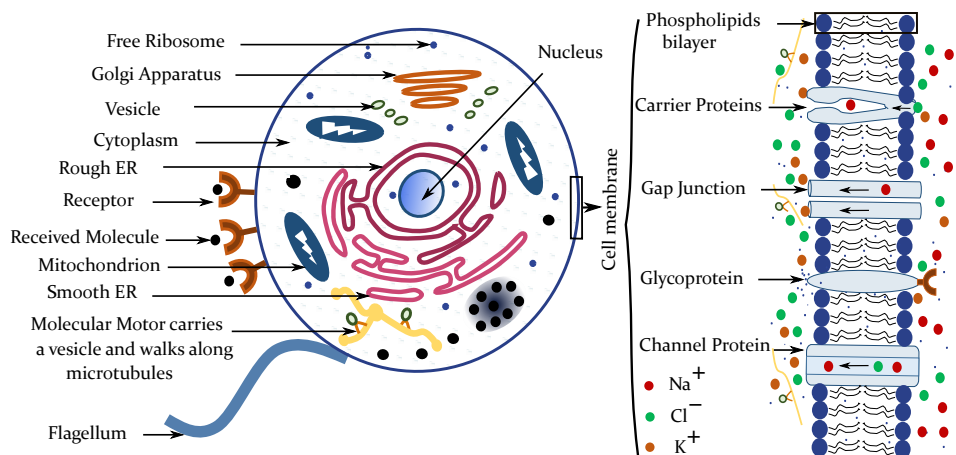 Free Ribosome
Golgi Apparatus
Vesicle
Cytoplasm
Rough ER
Receptor
Received Molecule
Mitochondrion
Smooth ER
Molecular Motor carries
a vesicle and walks along
microtubules
Flagellum
Nucleus
Cell membrane
Phospholipids
bilayer
Carrier Proteins
Gap Junction
Glycoprotein
Channel Protein
Na⁺
Cl⁻
K⁺